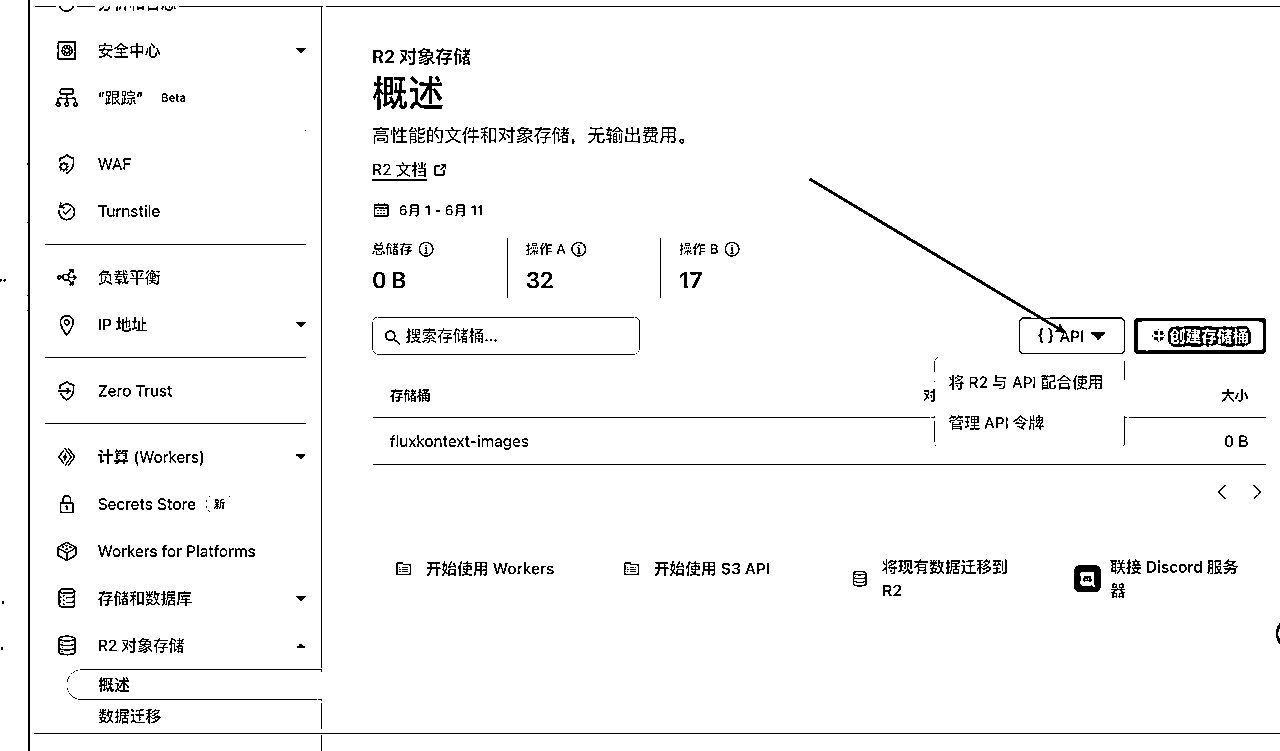 安全中心
"跟踪" Beta
WAF
Turnstile
负载平衡
IP 地址
Zero Trust
计算 (Workers)
Secrets Store 新
Workers for Platforms
存储和数据库
R2 对象存储
概述
数据迁移
R2 对象存储
概述
高性能的文件和对象存储，无输出费用。
R2 文档
6月 1 - 6月 11
总储存
0 B
操作 A
32
操作 B
17
搜索存储桶...
{ } API
创建存储桶
将 R2 与 API 配合使用
管理 API 令牌
存储桶 对 大小
fluxkontext-images 0 B
开始使用 Workers
开始使用 S3 API
将现有数据迁移到
R2
联接 Discord 服务
器